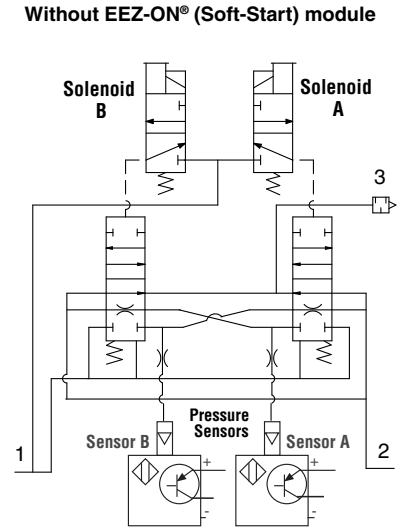 Without EEZ-ON® (Soft-Start) module
Solenoid
B
Solenoid
A
3
Pressure
Sensors
Sensor B
Sensor A
1
2
+
-
+
-